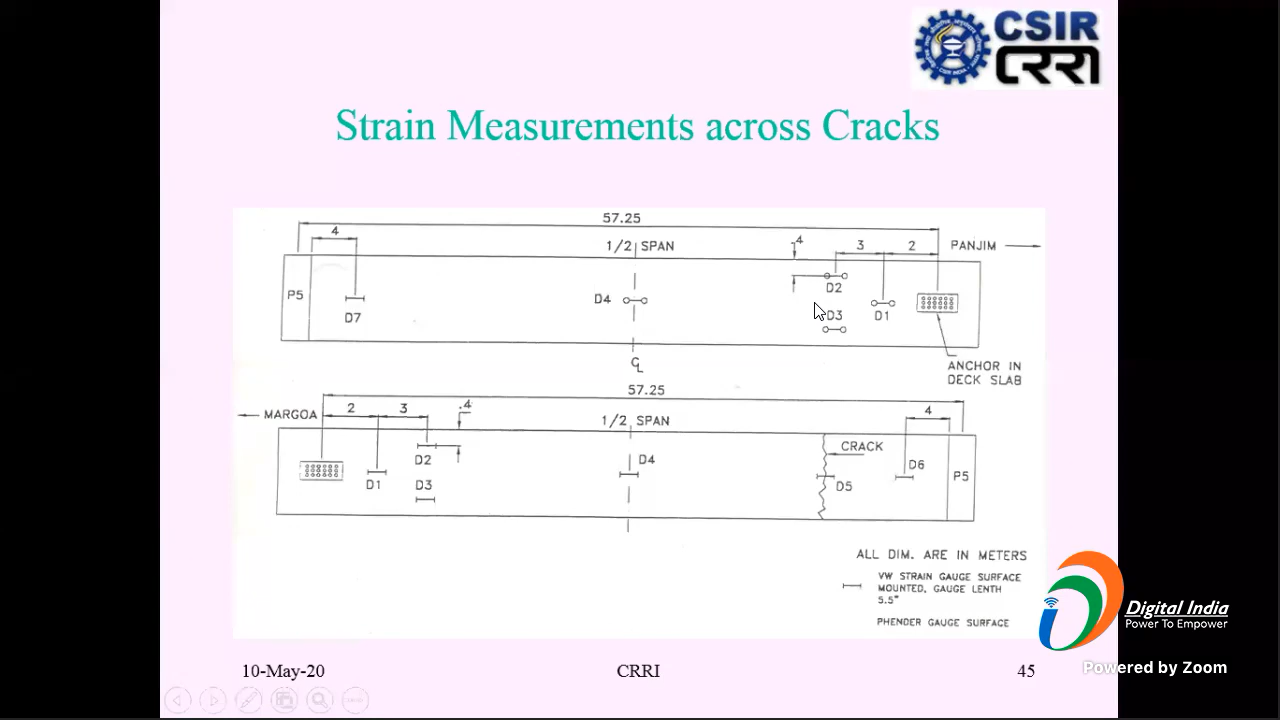 CSIR
CRRI
Strain Measurements across Cracks
57.25
4
1/2 SPAN
.4
3
2
PANJIM
P5
D7
D4
D2
D3
D1
CL
ANCHOR IN
DECK SLAB
57.25
MARGOA
2
3
.4
1/2 SPAN
4
D1
D2
D3
D4
CRACK
D5
D6
P5
ALL DIM. ARE IN METERS
VW STRAIN GAUGE SURFACE
MOUNTED, GAUGE LENTH
5.5"
PHENDER GAUGE SURFACE
Digital India
Power To Empower
Powered by Zoom
10-May-20
CRRI
45